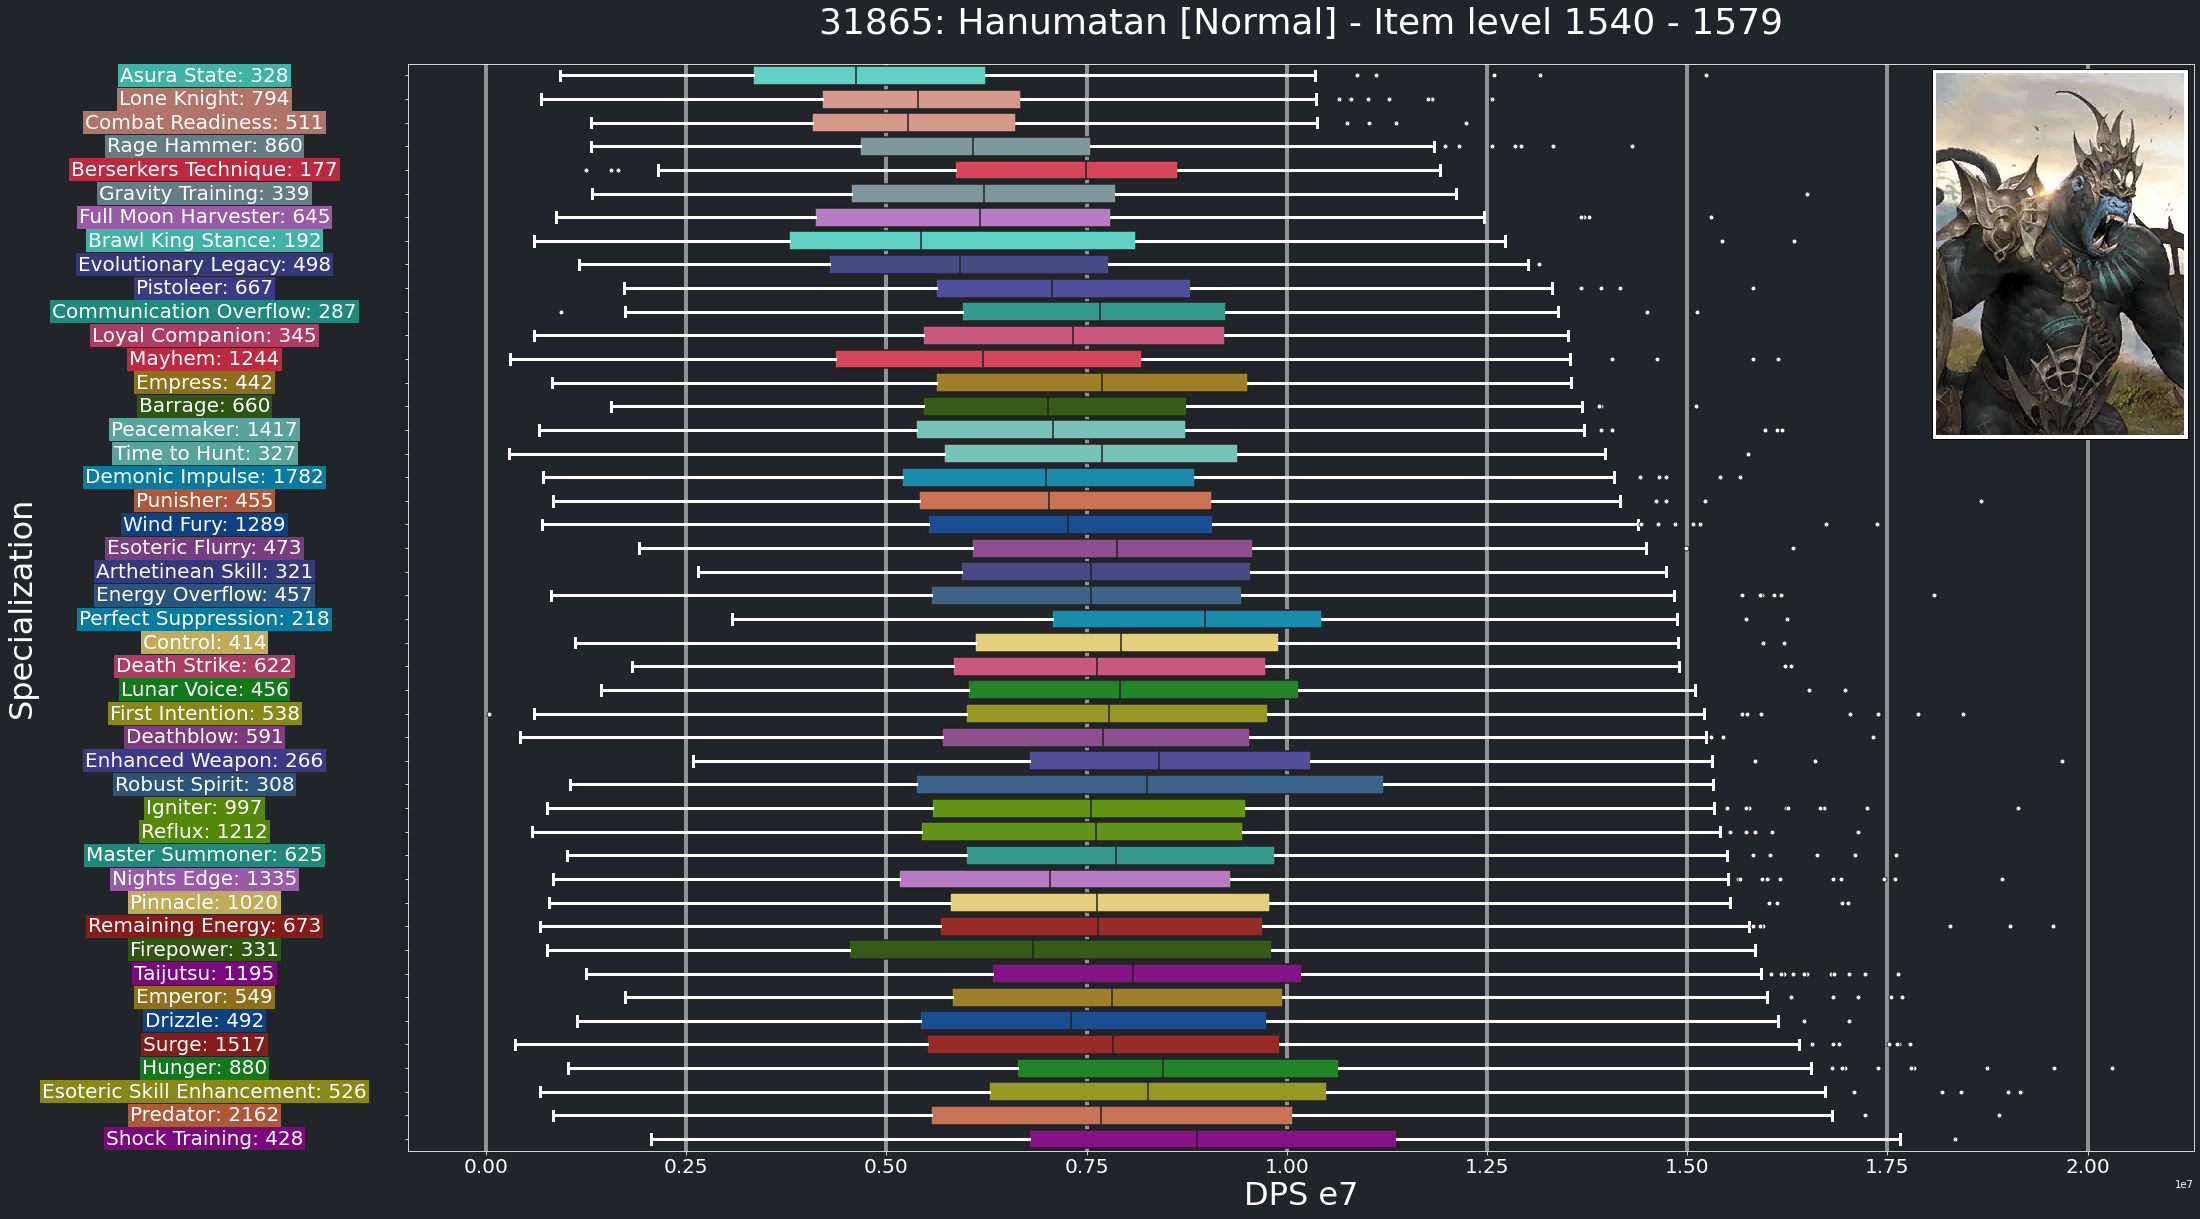 31865: Hanumatan [Normal] - Item level 1540 - 1579
Specialization
Asura State: 328
Lone Knight: 794
Combat Readiness: 511
Rage Hammer: 860
Berserkers Technique: 177
Gravity Training: 339
Full Moon Harvester: 645
Brawl King Stance: 192
Evolutionary Legacy: 498
Pistoleer: 667
Communication Overflow: 287
Loyal Companion: 345
Mayhem: 1244
Empress: 442
Barrage: 660
Peacemaker: 1417
Time to Hunt: 327
Demonic Impulse: 1782
Punisher: 455
Wind Fury: 1289
Esoteric Flurry: 473
Arthetinean Skill: 321
Energy Overflow: 457
Perfect Suppression: 218
Control: 414
Death Strike: 622
Lunar Voice: 456
First Intention: 538
Deathblow: 591
Enhanced Weapon: 266
Robust Spirit: 308
Igniter: 997
Reflux: 1212
Master Summoner: 625
Nights Edge: 1335
Pinnacle: 1020
Remaining Energy: 673
Firepower: 331
Taijutsu: 1195
Emperor: 549
Drizzle: 492
Surge: 1517
Hunger: 880
Esoteric Skill Enhancement: 526
Predator: 2162
Shock Training: 428
0.00 0.25 0.50 0.75 1.00 1.25 1.50 1.75 2.00
1e7
DPS e7